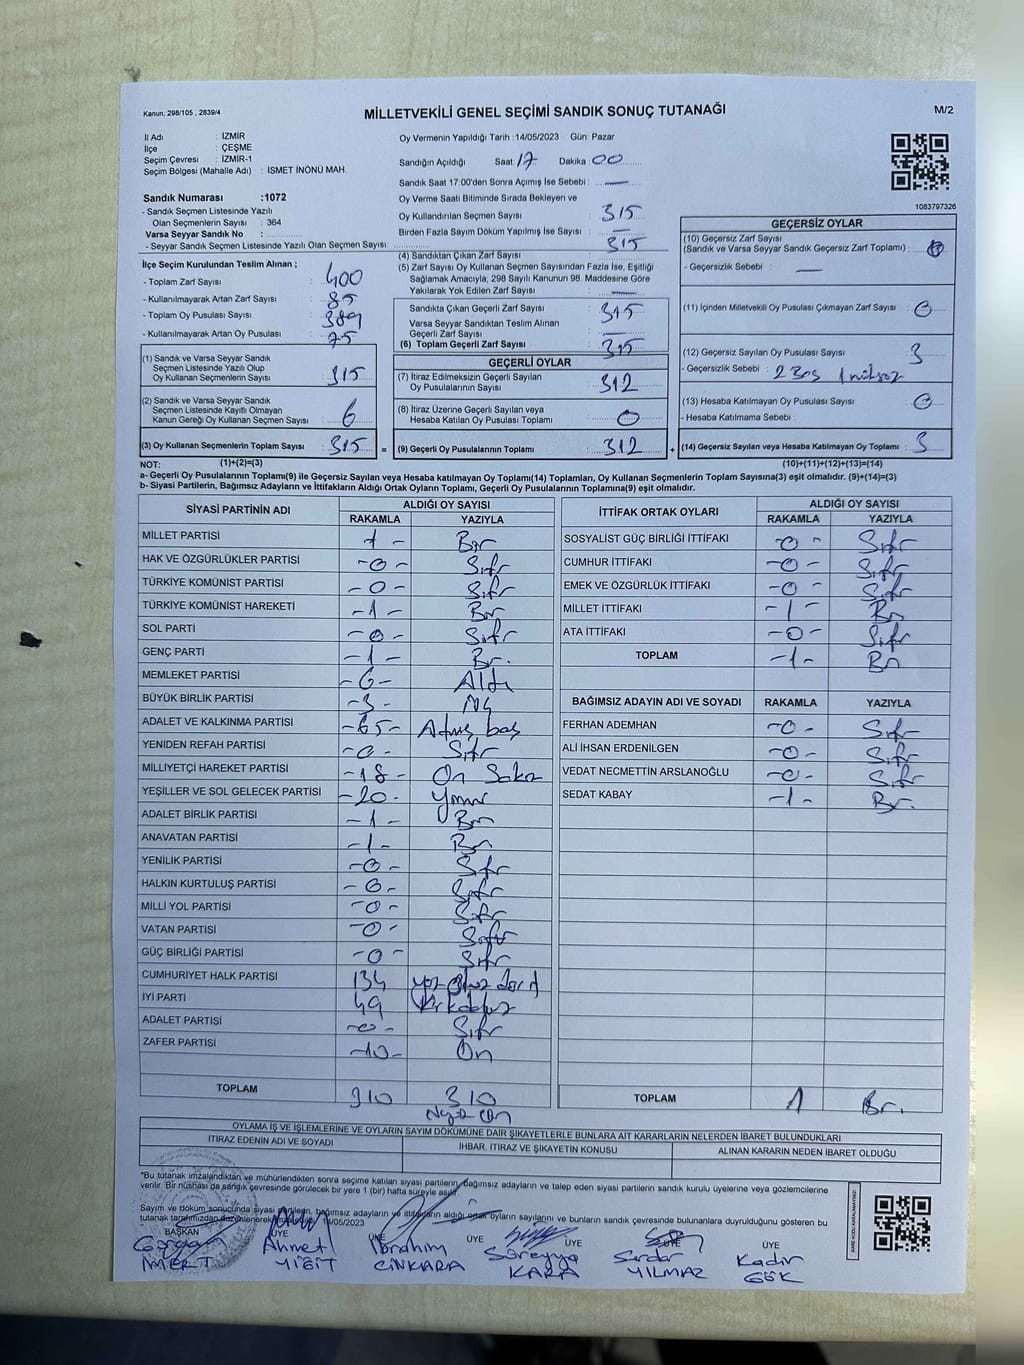 Kanun: 298/105 , 2839/4
MİLLETVEKİLİ GENEL SEÇİMİ SANDIK SONUÇ TUTANAĞI
M/2
İl Adı : İZMİR
İlçe : ÇEŞME
Seçim Çevresi : İZMİR-1
Seçim Bölgesi (Mahalle Adı) : İSMET İNÖNÜ MAH.
Sandık Numarası :1072
- Sandık Seçmen Listesinde Yazılı
Olan Seçmenlerin Sayısı : 364
Varsa Seyyar Sandık No :
- Seyyar Sandık Seçmen Listesinde Yazılı Olan Seçmen Sayısı:
Oy Vermenin Yapıldığı Tarih : 14/05/2023 Gün: Pazar
Sandığın Açıldığı Saat: 17 Dakika 00
Sandık Saat 17:00'den Sonra Açımış İse Sebebi : —
Oy Verme Saati Bitiminde Sırada Bekleyen ve
Oy Kullandırılan Seçmen Sayısı : 315
Birden Fazla Sayım Döküm Yapılmış İse Sayısı :
1083797326
İlçe Seçim Kurulundan Teslim Alınan ;
- Toplam Zarf Sayısı : 400
- Kullanılmayarak Artan Zarf Sayısı : 85
- Toplam Oy Pusulası Sayısı : 389
- Kullanılmayarak Artan Oy Pusulası : 75
(1) Sandık ve Varsa Seyyar Sandık
Seçmen Listesinde Yazılı Olup
Oy Kullanan Seçmenlerin Sayısı : 315
(2) Sandık ve Varsa Seyyar Sandık
Seçmen Listesinde Kayıtlı Olmayan
Kanun Gereği Oy Kullanan Seçmen Sayısı : 6
(3) Oy Kullanan Seçmenlerin Toplam Sayısı : 315
(4) Sandıktan Çıkan Zarf Sayısı : 315
(5) Zarf Sayısı Oy Kullanan Seçmen Sayısından Fazla İse, Eşitliği
Sağlamak Amacıyla; 298 Sayılı Kanunun 98. Maddesine Göre
Yakılarak Yok Edilen Zarf Sayısı : —
Sandıkta Çıkan Geçerli Zarf Sayısı : 315
Varsa Seyyar Sandıktan Teslim Alınan
Geçerli Zarf Sayısı : —
(6) Toplam Geçerli Zarf Sayısı : 315
GEÇERLİ OYLAR
(7) İtiraz Edilmeksizin Geçerli Sayılan
Oy Pusulasının Sayısı : 312
(8) İtiraz Üzerine Geçerli Sayılan veya
Hesaba Katılan Oy Pusulası Toplamı : 0
= (9) Geçerli Oy Pusulalarının Toplamı : 312
GEÇERSİZ OYLAR
(10) Geçersiz Zarf Sayısı
(Sandık ve Varsa Seyyar Sandık Geçersiz Zarf Toplamı) : 0
- Geçersizlik Sebebi : —
(11) İçinden Milletvekili Oy Pusulası Çıkmayan Zarf Sayısı : 0
(12) Geçersiz Sayılan Oy Pusulası Sayısı : 3
- Geçersizlik Sebebi : 2 Boş 1 mühürsüz
(13) Hesaba Katılmayan Oy Pusulası Sayısı : 0
- Hesaba Katılmama Sebebi :
+ (14) Geçersiz Sayılan veya Hesaba Katılmayan Oy Toplamı : 3
NOT: (1)+(2)=(3) (10)+(11)+(12)+(13)=(14)
a- Geçerli Oy Pusulalarının Toplamı(9) ile Geçersiz Sayılan veya Hesaba katılmayan Oy Toplamı(14) Toplamları, Oy Kullanan Seçmenlerin Toplam Sayısına(3) eşit olmalıdır. (9)+(14)=(3)
b- Siyasi Partilerin, Bağımsız Adayların ve İttifakların Aldığı Oyların Toplamı, Geçerli Oy Pusulalarının Toplamına(9) eşit olmalıdır.
SİYASİ PARTİNİN ADI ALDIĞI OY SAYISI
RAKAMLA YAZIYLA
MİLLET PARTİSİ 1 - Bir
HAK VE ÖZGÜRLÜKLER PARTİSİ -0- Sıfır
TÜRKİYE KOMÜNİST PARTİSİ -0- Sıfır
TÜRKİYE KOMÜNİST HAREKETİ -1- Bir
SOL PARTİ -0- Sıfır
GENÇ PARTİ -1- Bir.
MEMLEKET PARTİSİ -6- Altı
BÜYÜK BİRLİK PARTİSİ -3- Üç
ADALET VE KALKINMA PARTİSİ -65- Atmış beş
YENİDEN REFAH PARTİSİ -0- Sıfır
MİLLİYETÇİ HAREKET PARTİSİ -18- On Sekiz
YEŞİLLER VE SOL GELECEK PARTİSİ -20- Yirmi
ADALET BİRLİK PARTİSİ -1- Bir
ANAVATAN PARTİSİ -1- Bir
YENİLİK PARTİSİ -0- Sıfır
HALKIN KURTULUŞ PARTİSİ -0- Sıfır
MİLLİ YOL PARTİSİ -0- Sıfır
VATAN PARTİSİ -0- Sıfır
GÜÇ BİRLİĞİ PARTİSİ -0- Sıfır
CUMHURİYET HALK PARTİSİ 134 yüz otuz dört
İYİ PARTİ 49 Kırkdokuz
ADALET PARTİSİ -0- Sıfır
ZAFER PARTİSİ -10- On
TOPLAM 310 310
Üçyüz on
İTTİFAK ORTAK OYLARI ALDIĞI OY SAYISI
RAKAMLA YAZIYLA
SOSYALİST GÜÇ BİRLİĞİ İTTİFAKI -0- Sıfır
CUMHUR İTTİFAKI -0- Sıfır
EMEK VE ÖZGÜRLÜK İTTİFAKI -0- Sıfır
MİLLET İTTİFAKI -1- Bir
ATA İTTİFAKI -0- Sıfır
TOPLAM -1- Bir
BAĞIMSIZ ADAYIN ADI VE SOYADI RAKAMLA YAZIYLA
FERHAN ADEMHAN -0- Sıfır
ALİ İHSAN ERDENİLGEN -0- Sıfır
VEDAT NECMETTİN ARSLANOĞLU -0- Sıfır
SEDAT KABAY -1- Bir.
TOPLAM 1 Bir.
OYLAMA İŞ VE İŞLEMLERİNE VE OYLARIN SAYIM DÖKÜMÜNE DAİR ŞİKAYETLERLE BUNLARA AİT KARARLARIN NELERDEN İBARET BULUNDUKLARI
İTİRAZ EDENİN ADI VE SOYADI İHBAR, İTİRAZ VE ŞİKAYETİN KONUSU ALINAN KARARIN NEDEN İBARET OLDUĞU
"Bu tutanak imzalandıktan ve mühürlendikten sonra seçime katılan siyasi partilerin, bağımsız adayların ve talep eden siyasi partilerin sandık kurulu üyelerine veya gözlemcilerine
verilir. Bir nüshası da sandık çevresinde görülecek bir yere 1 (bir) hafta süreyle asılır.
Sayım ve döküm sonucunda siyasi partilerin, bağımsız adayların ve ittifakların aldığı ortak oyların sayısını ve bunların sandık çevresinde bulunanlara duyrulduğunu gösteren bu
tutanak tarafımızdan düzenlenerek 14/05/2023
BAŞKAN ÜYE ÜYE ÜYE ÜYE ÜYE
Ahmet İbrahim Süreyya Serdar Kadir
MERT YİĞİT ÇİNKARA KARA YILMAZ GÖK